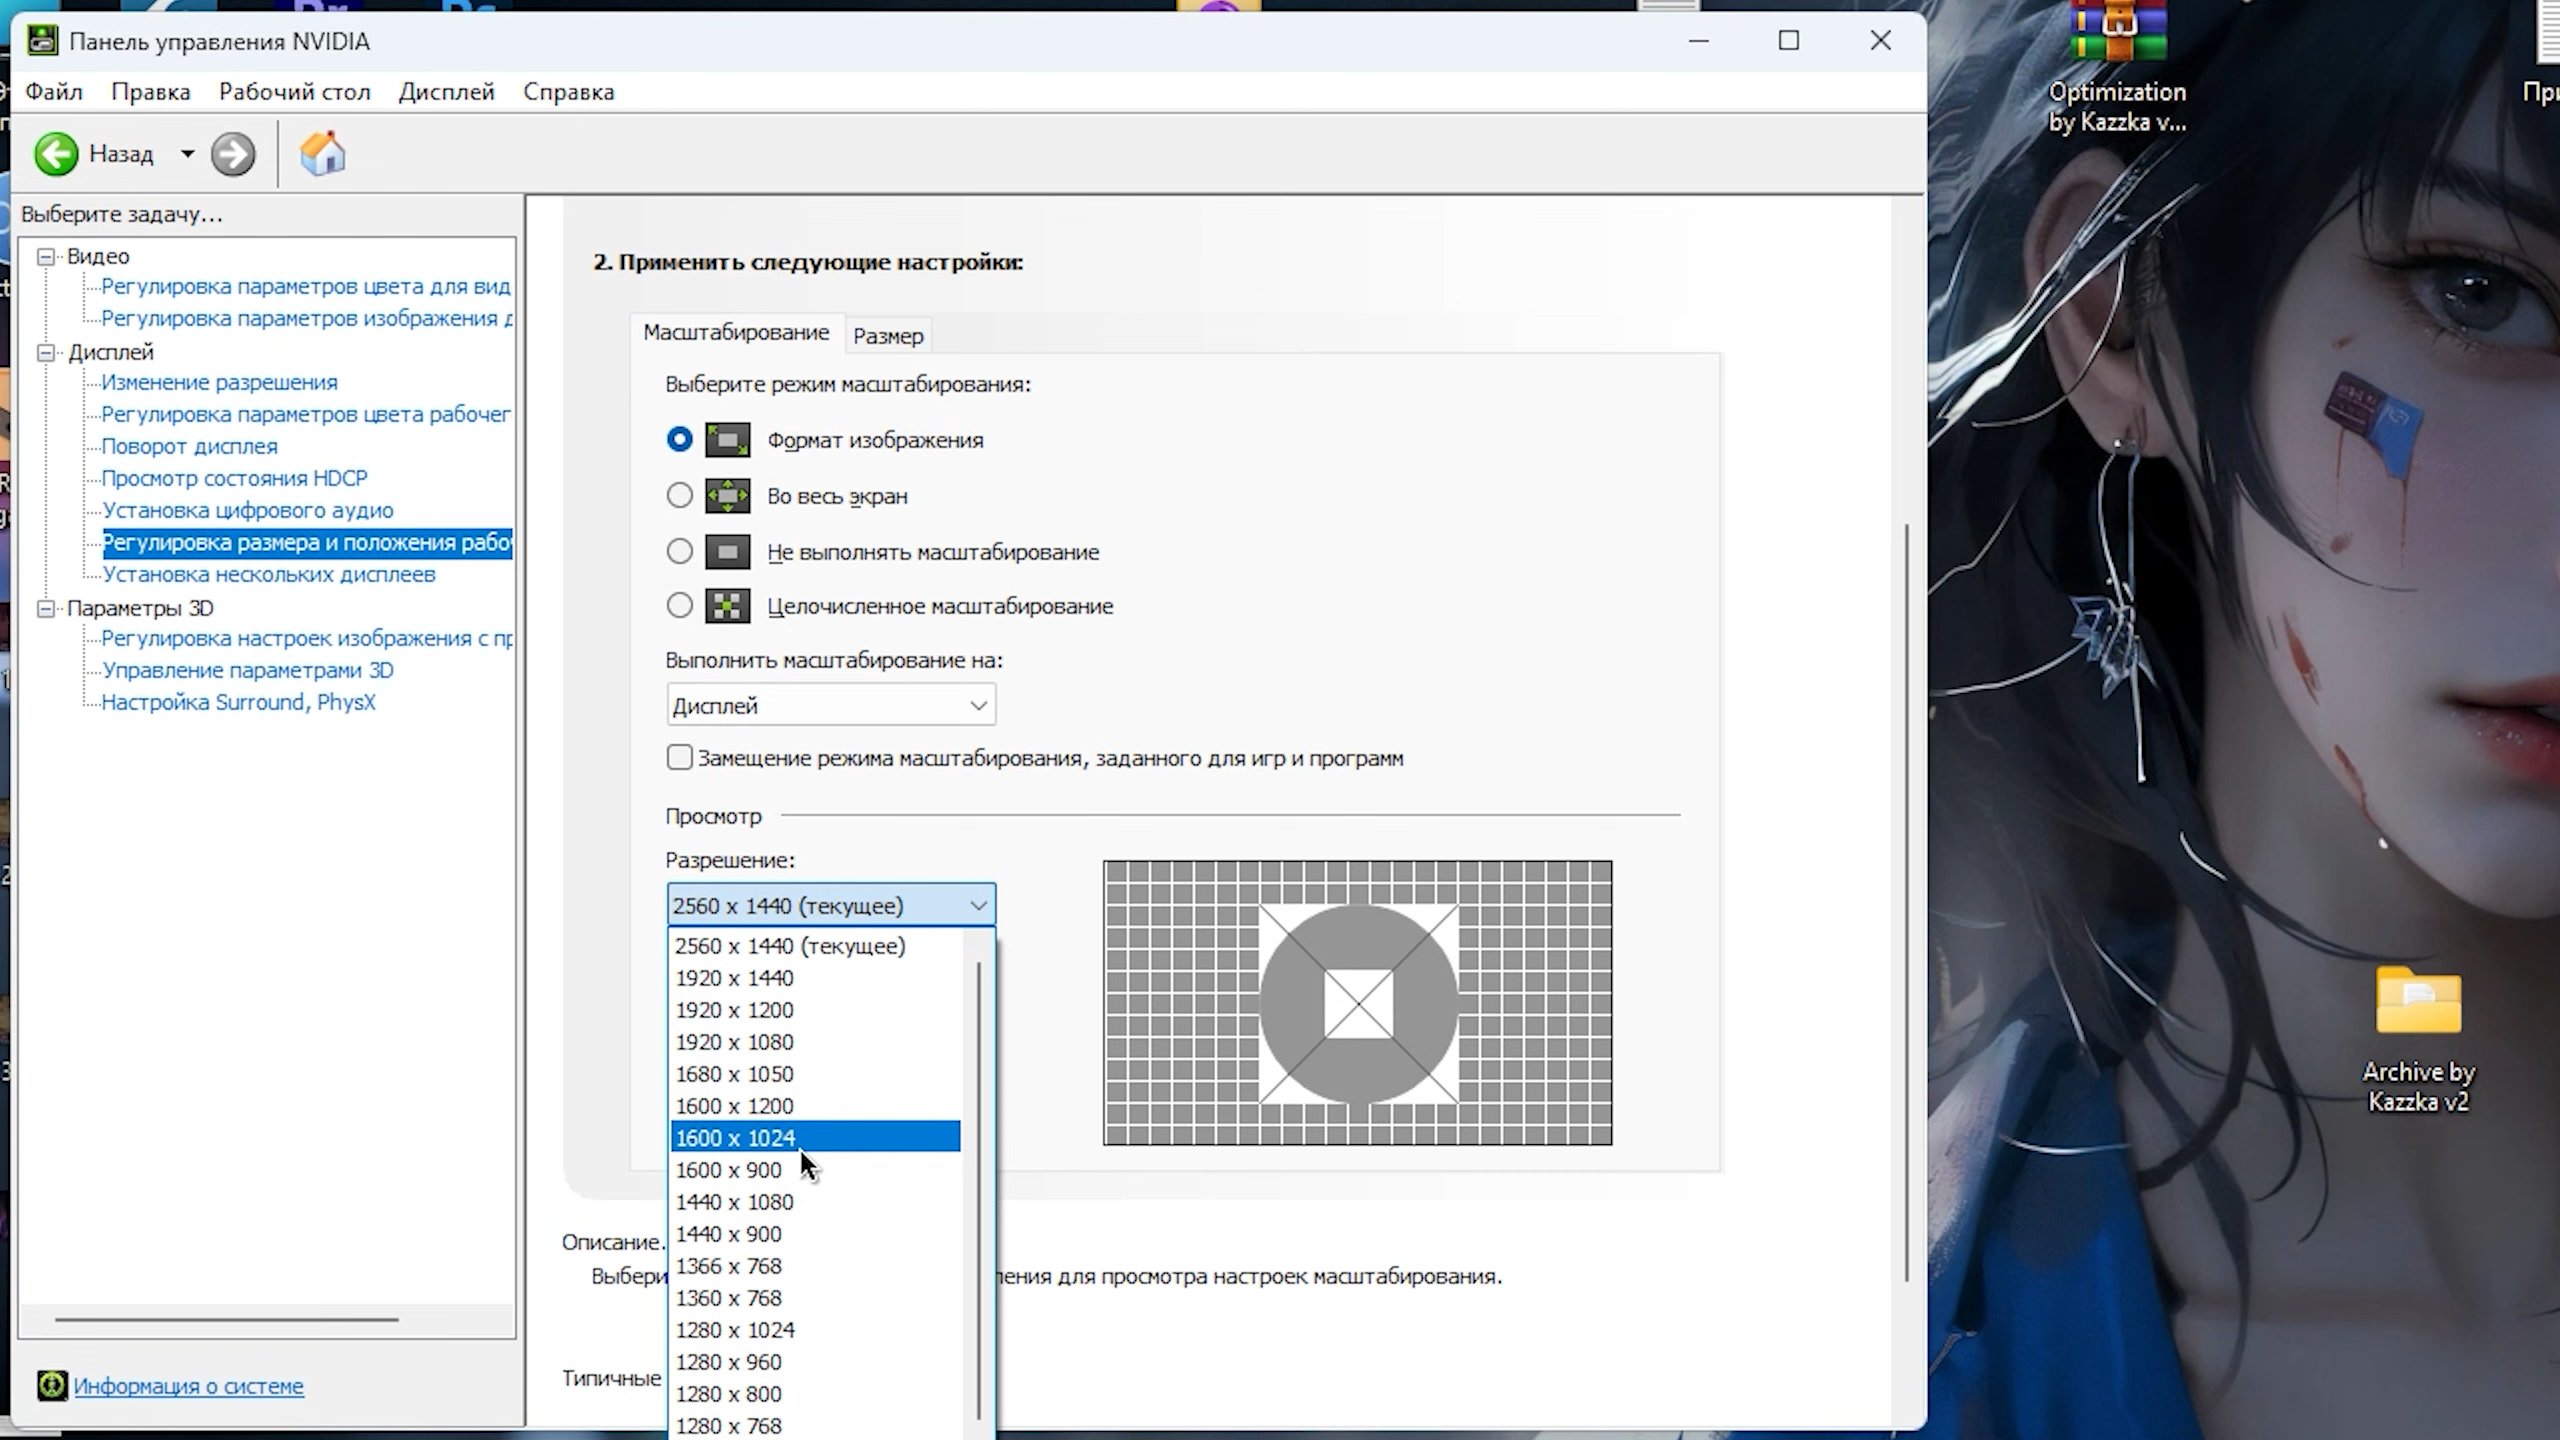 Панель управления NVIDIA
Файл Правка Рабочий стол Дисплей Справка
Назад
Выберите задачу...
Видео
Регулировка параметров цвета для вид
Регулировка параметров изображения д
Дисплей
Изменение разрешения
Регулировка параметров цвета рабочег
Поворот дисплея
Просмотр состояния HDCP
Установка цифрового аудио
Регулировка размера и положения рабо
Установка нескольких дисплеев
Параметры 3D
Регулировка настроек изображения с пр
Управление параметрами 3D
Настройка Surround, PhysX
Информация о системе
2. Применить следующие настройки:
Масштабирование Размер
Выберите режим масштабирования:
Формат изображения
Во весь экран
Не выполнять масштабирование
Целочисленное масштабирование
Выполнить масштабирование на:
Дисплей
Замещение режима масштабирования, заданного для игр и программ
Просмотр
Разрешение:
2560 x 1440 (текущее)
2560 x 1440 (текущее)
1920 x 1440
1920 x 1200
1920 x 1080
1680 x 1050
1600 x 1200
1600 x 1024
1600 x 900
1440 x 1080
1440 x 900
1366 x 768
1360 x 768
1280 x 1024
1280 x 960
1280 x 800
1280 x 768
Описание.
Выбери ения для просмотра настроек масштабирования.
Типичные
Optimization
by Kazzka v...
При
Archive by
Kazzka v2